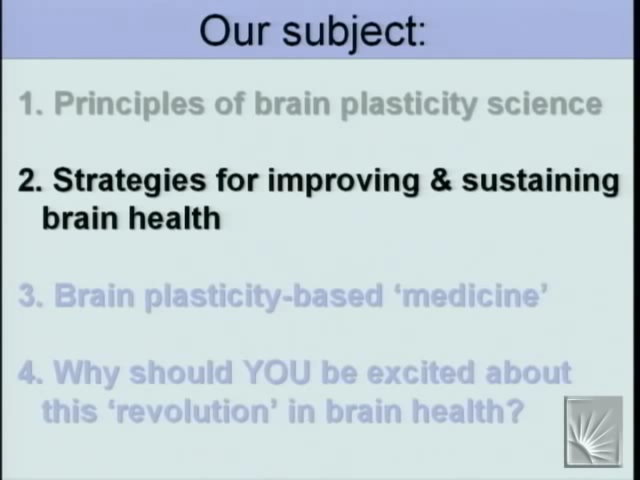 Our subject:
1. Principles of brain plasticity science
2. Strategies for improving & sustaining
brain health
3. Brain plasticity-based ‘medicine’
4. Why should YOU be excited about
this ‘revolution’ in brain health?